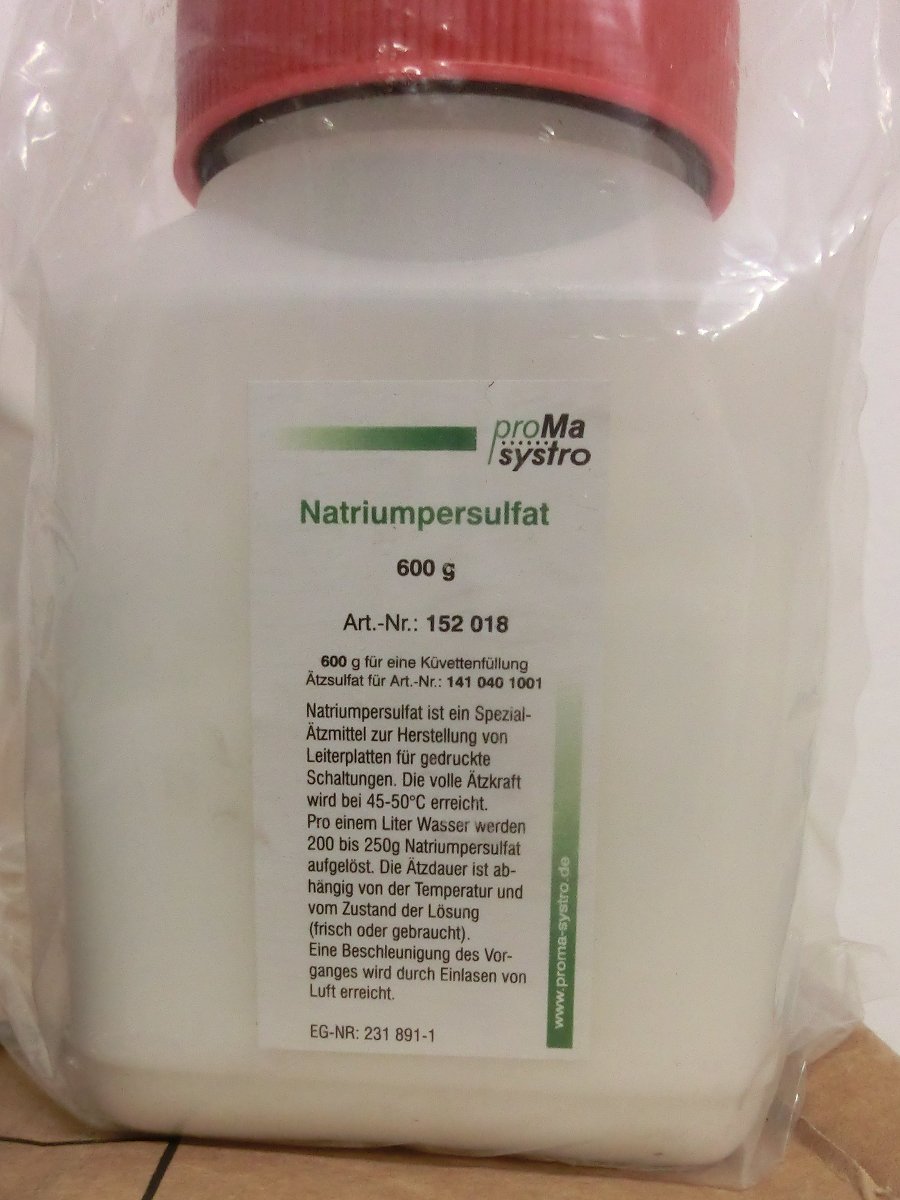 proMa
systro
Natriumpersulfat
600 g
Art.-Nr.: 152 018
600 g für eine Küvettenfüllung
Ätzsulfat für Art.-Nr.: 141 040 1001
Natriumpersulfat ist ein Spezial-
Ätzmittel zur Herstellung von
Leiterplatten für gedruckte
Schaltungen. Die volle Ätzkraft
wird bei 45-50°C erreicht.
Pro einem Liter Wasser werden
200 bis 250g Natriumpersulfat
aufgelöst. Die Ätzdauer ist ab-
hängig von der Temperatur und
vom Zustand der Lösung
(frisch oder gebraucht).
Eine Beschleunigung des Vor-
ganges wird durch Einlasen von
Luft erreicht.
EG-NR: 231 891-1
www.proma-systro.de